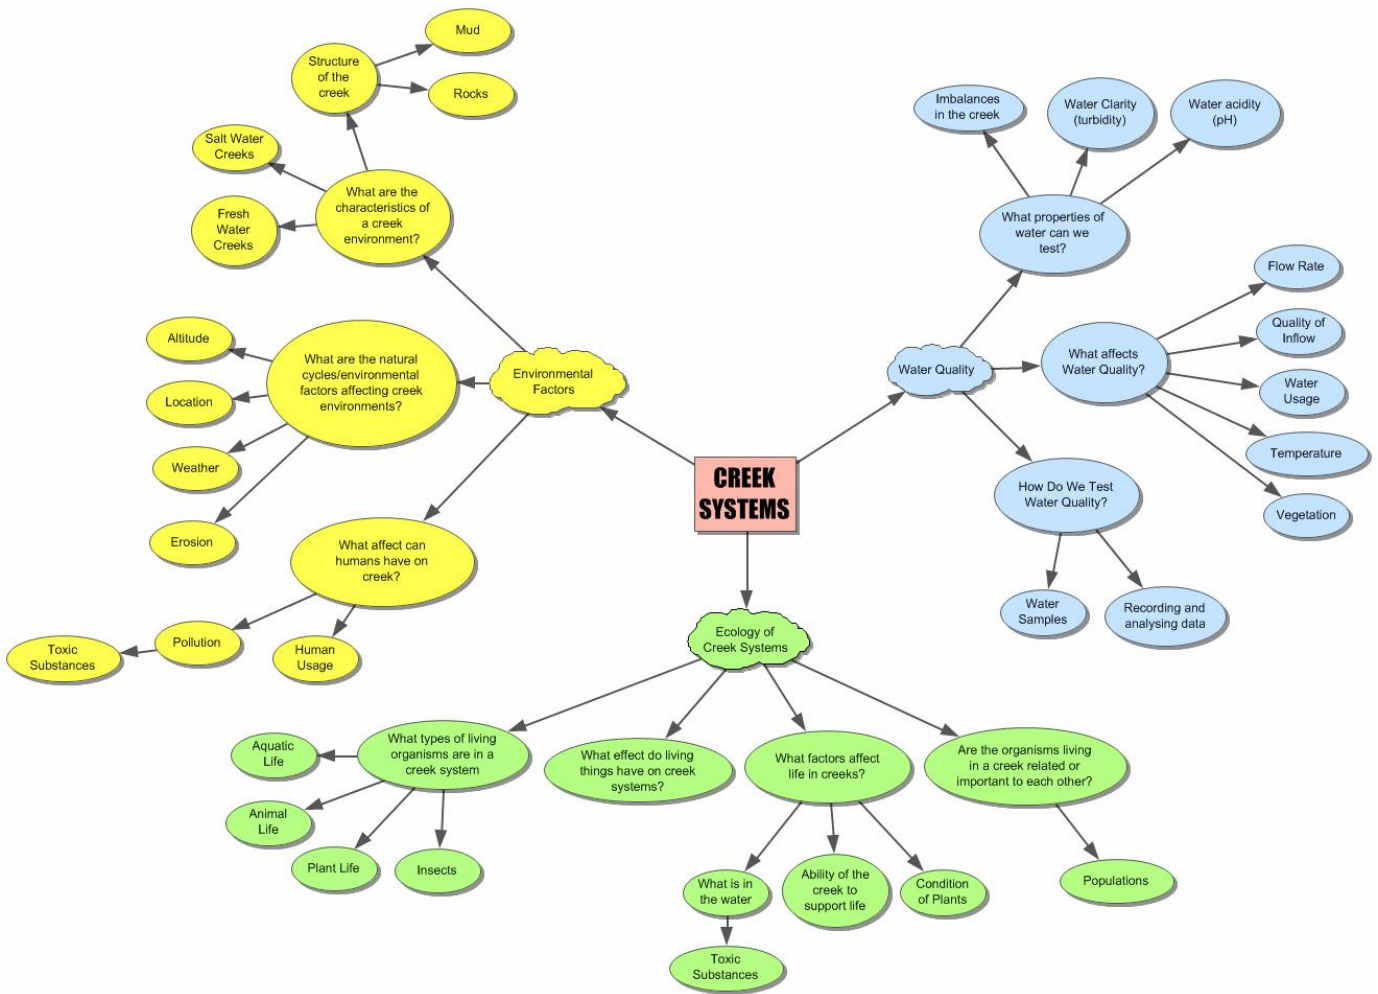 Mud
Structure
of the
creek
Rocks
Salt Water
Creeks
What are the
characteristics of
a creek
environment?
Fresh
Water
Creeks
Altitude
What are the natural
cycles/environmental
factors affecting creek
environments?
Location
Weather
Erosion
Environmental
Factors
What affect can
humans have on
creek?
Pollution
Toxic
Substances
Human
Usage
CREEK
SYSTEMS
Imbalances
in the creek
Water Clarity
(turbidity)
Water acidity
(pH)
What properties of
water can we
test?
Water Quality
What affects
Water Quality?
Flow Rate
Quality of
Inflow
Water
Usage
Temperature
Vegetation
How Do We Test
Water Quality?
Water
Samples
Recording and
analysing data
Ecology of
Creek Systems
What types of living
organisms are in a
creek system
Aquatic
Life
Animal
Life
Plant Life
Insects
What effect do living
things have on creek
systems?
What factors affect
life in creeks?
What is in
the water
Toxic
Substances
Ability of the
creek to
support life
Condition
of Plants
Are the organisms living
in a creek related or
important to each other?
Populations